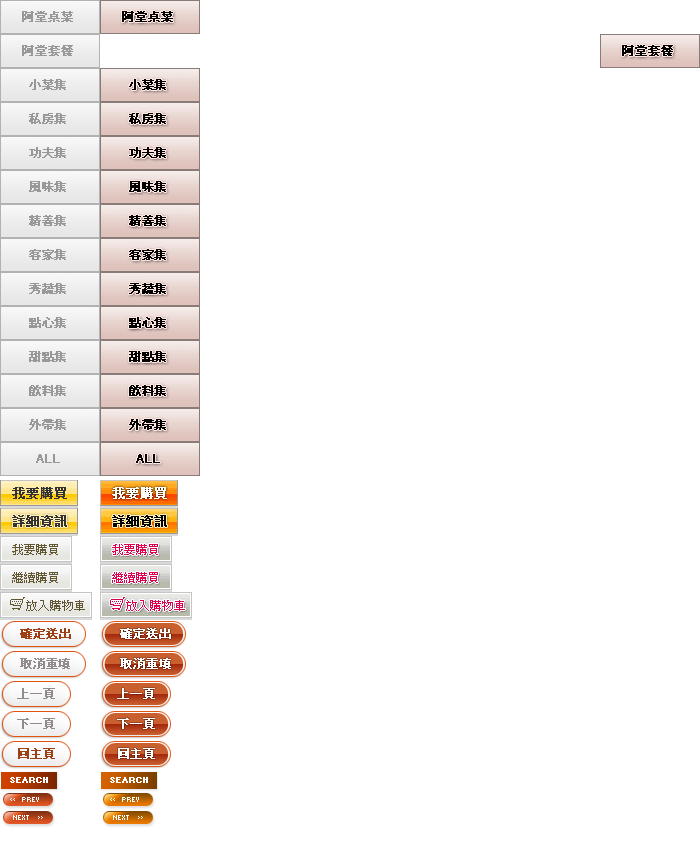 阿堂点菜 阿堂点菜
阿堂套餐 阿堂套餐
小菜集 小菜集
私房集 私房集
功夫集 功夫集
風味集 風味集
精善集 精善集
客家集 客家集
秀蔬集 秀蔬集
點心集 點心集
甜點集 甜點集
飲料集 飲料集
外帶集 外帶集
ALL ALL
我要購買 我要購買
詳細資訊 詳細資訊
我要購買 我要購買
繼續購買 繼續購買
放入購物車 放入購物車
確定送出 確定送出
取消重填 取消重填
上一頁 上一頁
下一頁 下一頁
回主頁 回主頁
SEARCH SEARCH
<< PREV << PREV
NEXT >> NEXT >>